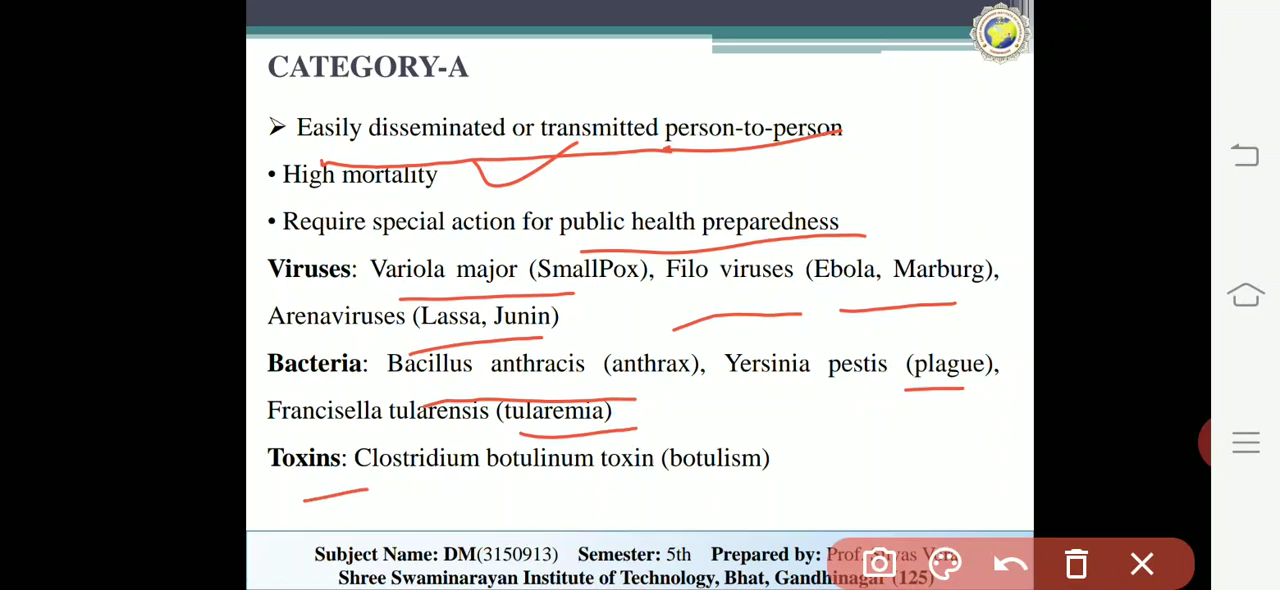 CATEGORY-A
➤ Easily disseminated or transmitted person-to-person
• High mortality
• Require special action for public health preparedness
Viruses: Variola major (SmallPox), Filo viruses (Ebola, Marburg),
Arenaviruses (Lassa, Junin)
Bacteria: Bacillus anthracis (anthrax), Yersinia pestis (plague),
Francisella tularensis (tularemia)
Toxins: Clostridium botulinum toxin (botulism)
Subject Name: DM(3150913) Semester: 5th Prepared by: Prof.
Shree Swaminarayan Institute of Technology, Bhat, Gandhinagar (125)